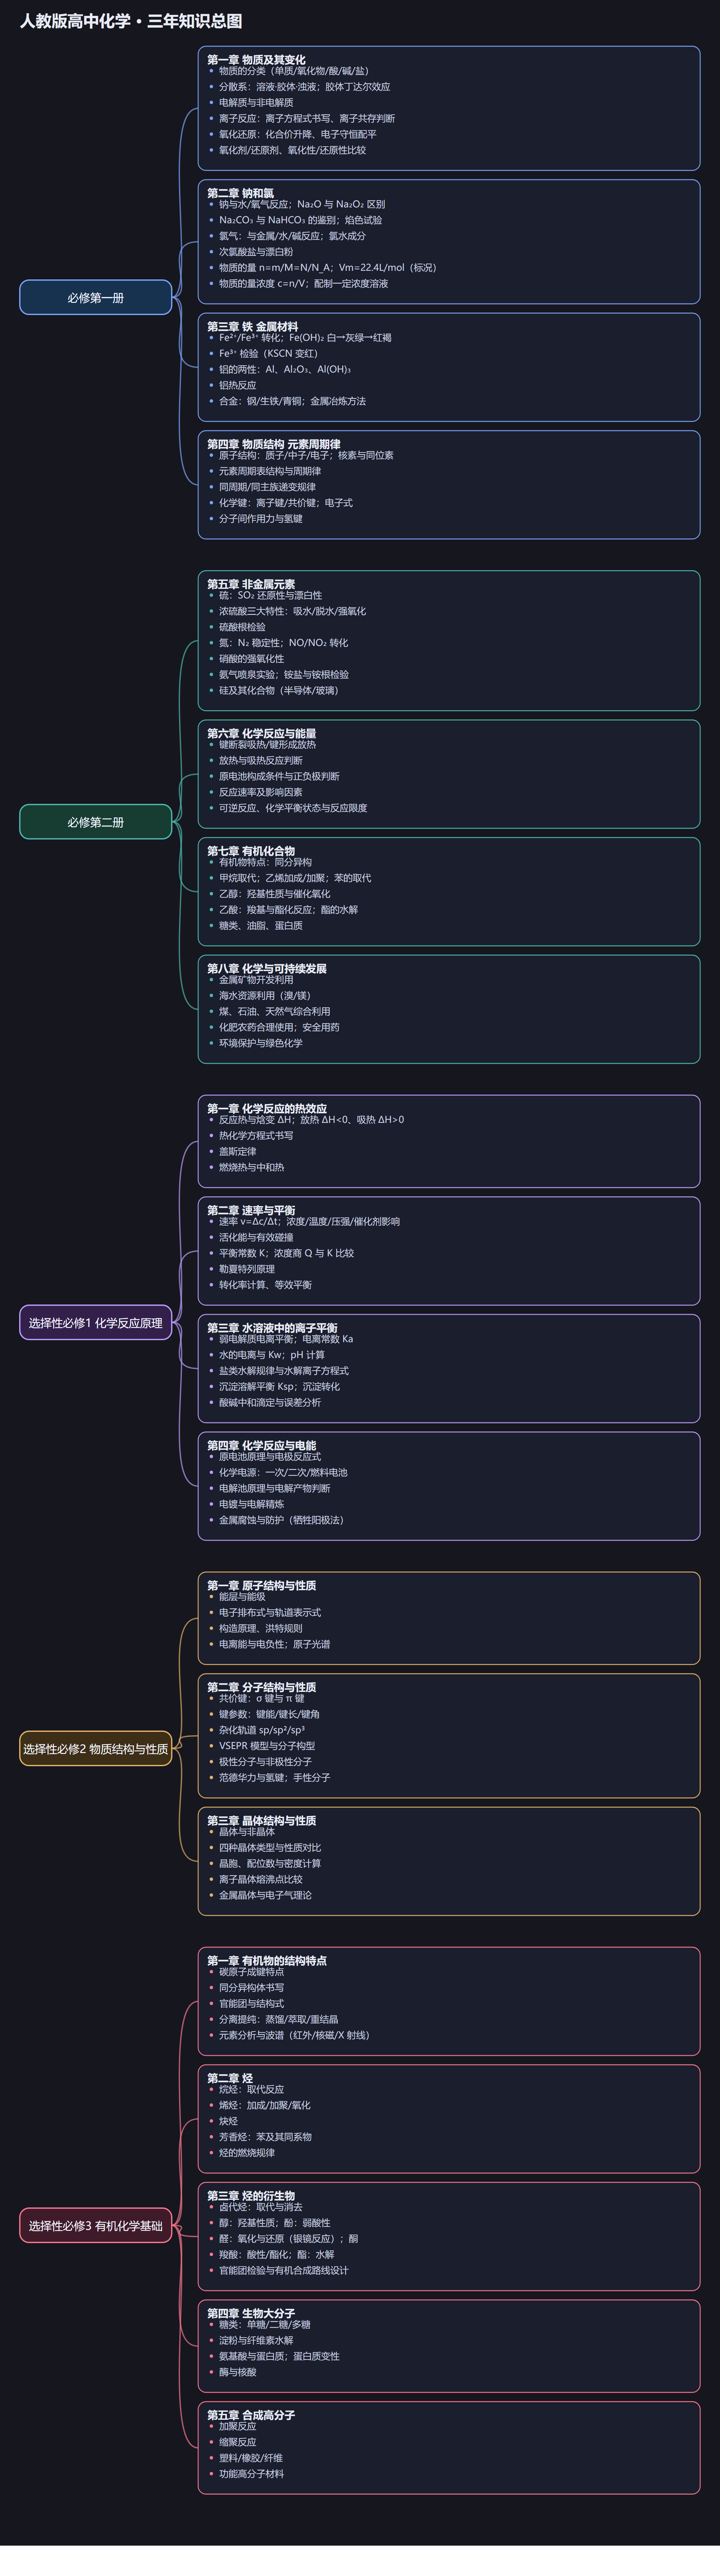 人教版高中化学・三年知识总图
必修第一册
第一章 物质及其变化
物质的分类（单质/氧化物/酸/碱/盐）
分散系：溶液·胶体·浊液；胶体丁达尔效应
电解质与非电解质
离子反应：离子方程式书写、离子共存判断
氧化还原：化合价升降、电子守恒配平
氧化剂/还原剂、氧化性/还原性比较
第二章 钠和氯
钠与水/氧气反应；Na₂O 与 Na₂O₂ 区别
Na₂CO₃ 与 NaHCO₃ 的鉴别；焰色试验
氯气：与金属/水/碱反应；氯水成分
次氯酸盐与漂白粉
物质的量 n=m/M=N/N_A；Vm=22.4L/mol（标况）
物质的量浓度 c=n/V；配制一定浓度溶液
第三章 铁 金属材料
Fe²⁺/Fe³⁺ 转化；Fe(OH)₂ 白→灰绿→红褐
Fe³⁺ 检验（KSCN 变红）
铝的两性：Al、Al₂O₃、Al(OH)₃
铝热反应
合金：钢/生铁/青铜；金属冶炼方法
第四章 物质结构 元素周期律
原子结构：质子/中子/电子；核素与同位素
元素周期表结构与周期律
同周期/同主族递变规律
化学键：离子键/共价键；电子式
分子间作用力与氢键
必修第二册
第五章 非金属元素
硫：SO₂ 还原性与漂白性
浓硫酸三大特性：吸水/脱水/强氧化
硫酸根检验
氮：N₂ 稳定性；NO/NO₂ 转化
硝酸的强氧化性
氨气喷泉实验；铵盐与铵根检验
硅及其化合物（半导体/玻璃）
第六章 化学反应与能量
键断裂吸热/键形成放热
放热与吸热反应判断
原电池构成条件与正负极判断
反应速率及影响因素
可逆反应、化学平衡状态与反应限度
第七章 有机化合物
有机物特点：同分异构
甲烷取代；乙烯加成/加聚；苯的取代
乙醇：羟基性质与催化氧化
乙酸：羧基与酯化反应；酯的水解
糖类、油脂、蛋白质
第八章 化学与可持续发展
金属矿物开发利用
海水资源利用（溴/镁）
煤、石油、天然气综合利用
化肥农药合理使用；安全用药
环境保护与绿色化学
选择性必修1 化学反应原理
第一章 化学反应的热效应
反应热与焓变 ΔH；放热 ΔH<0、吸热 ΔH>0
热化学方程式书写
盖斯定律
燃烧热与中和热
第二章 速率与平衡
速率 v=Δc/Δt；浓度/温度/压强/催化剂影响
活化能与有效碰撞
平衡常数 K；浓度商 Q 与 K 比较
勒夏特列原理
转化率计算、等效平衡
第三章 水溶液中的离子平衡
弱电解质电离平衡；电离常数 Ka
水的电离与 Kw；pH 计算
盐类水解规律与水解离子方程式
沉淀溶解平衡 Ksp；沉淀转化
酸碱中和滴定与误差分析
第四章 化学反应与电能
原电池原理与电极反应式
化学电源：一次/二次/燃料电池
电解池原理与电解产物判断
电镀与电解精炼
金属腐蚀与防护（牺牲阳极法）
选择性必修2 物质结构与性质
第一章 原子结构与性质
能层与能级
电子排布式与轨道表示式
构造原理、洪特规则
电离能与电负性；原子光谱
第二章 分子结构与性质
共价键：σ 键与 π 键
键参数：键能/键长/键角
杂化轨道 sp/sp²/sp³
VSEPR 模型与分子构型
极性分子与非极性分子
范德华力与氢键；手性分子
第三章 晶体结构与性质
晶体与非晶体
四种晶体类型与性质对比
晶胞、配位数与密度计算
离子晶体熔沸点比较
金属晶体与电子气理论
选择性必修3 有机化学基础
第一章 有机物的结构特点
碳原子成键特点
同分异构体书写
官能团与结构式
分离提纯：蒸馏/萃取/重结晶
元素分析与波谱（红外/核磁/X 射线）
第二章 烃
烷烃：取代反应
烯烃：加成/加聚/氧化
炔烃
芳香烃：苯及其同系物
烃的燃烧规律
第三章 烃的衍生物
卤代烃：取代与消去
醇：羟基性质；酚：弱酸性
醛：氧化与还原（银镜反应）；酮
羧酸：酸性/酯化；酯：水解
官能团检验与有机合成路线设计
第四章 生物大分子
糖类：单糖/二糖/多糖
淀粉与纤维素水解
氨基酸与蛋白质；蛋白质变性
酶与核酸
第五章 合成高分子
加聚反应
缩聚反应
塑料/橡胶/纤维
功能高分子材料